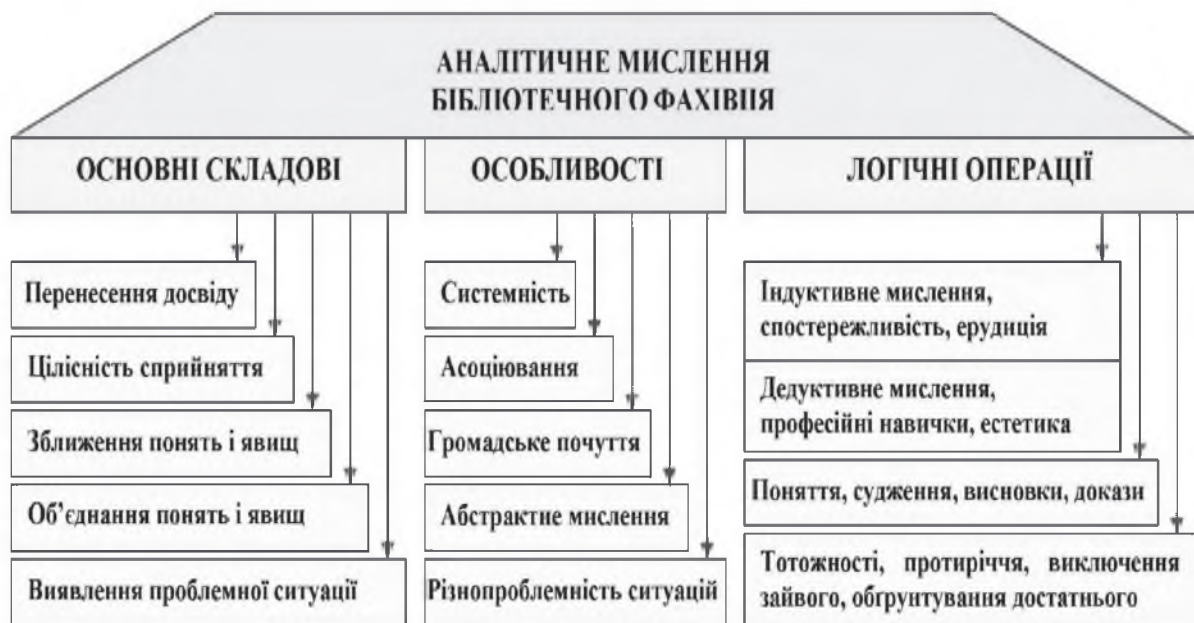 АНАЛІТИЧНЕ МИСЛЕННЯ
БІБЛІОТЕЧНОГО ФАХІВЦЯ
ОСНОВНІ СКЛАДОВІ
Перенесення досвіду
Цілісність сприйняття
Зближення понять і явищ
Об’єднання понять і явищ
Виявлення проблемної ситуації
ОСОБЛИВОСТІ
Системність
Асоціювання
Громадське почуття
Абстрактне мислення
Різнопроблемність ситуацій
ЛОГІЧНІ ОПЕРАЦІЇ
Індуктивне мислення,
спостережливість, ерудиція
Дедуктивне мислення,
професійні навички, естетика
Поняття, судження, висновки, докази
Тотожності, протиріччя, виключення
зайвого, обґрунтування достатнього